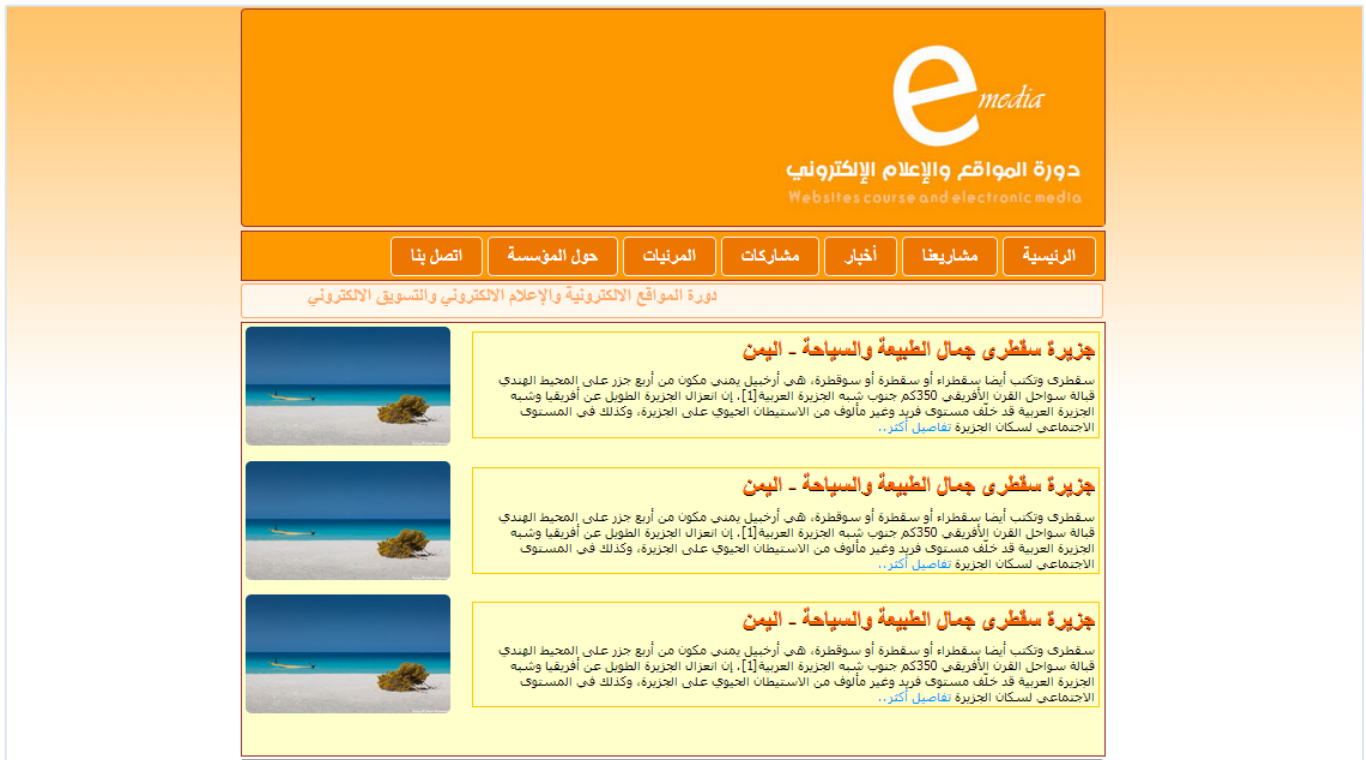 e media
دورة المواقع والإعلام الإلكتروني
Websites course and electronic media
الرئيسية
مشاريعنا
أخبار
مشاركات
المرئيات
حول المؤسسة
اتصل بنا
دورة المواقع الالكترونية والإعلام الالكتروني والتسويق الالكتروني
جزيرة سقطرى جمال الطبيعة والسياحة - اليمن
سقطرى وتكتب أيضا سقطراء أو سقطرة أو سوقطرة، هي أرخبيل يمني مكون من أربع جزر على المحيط الهندي
قبالة سواحل القرن الأفريقي 350كم جنوب شبه الجزيرة العربية[1]. إن انعزال الجزيرة الطويل عن أفريقيا وشبه
الجزيرة العربية قد خلّف مستوى فريد وغير مألوف من الاستيطان الحيوي على الجزيرة، وكذلك في المستوى
الاجتماعي لسكان الجزيرة تفاصيل أكثر..
جزيرة سقطرى جمال الطبيعة والسياحة - اليمن
سقطرى وتكتب أيضا سقطراء أو سقطرة أو سوقطرة، هي أرخبيل يمني مكون من أربع جزر على المحيط الهندي
قبالة سواحل القرن الأفريقي 350كم جنوب شبه الجزيرة العربية[1]. إن انعزال الجزيرة الطويل عن أفريقيا وشبه
الجزيرة العربية قد خلّف مستوى فريد وغير مألوف من الاستيطان الحيوي على الجزيرة، وكذلك في المستوى
الاجتماعي لسكان الجزيرة تفاصيل أكثر..
جزيرة سقطرى جمال الطبيعة والسياحة - اليمن
سقطرى وتكتب أيضا سقطراء أو سقطرة أو سوقطرة، هي أرخبيل يمني مكون من أربع جزر على المحيط الهندي
قبالة سواحل القرن الأفريقي 350كم جنوب شبه الجزيرة العربية[1]. إن انعزال الجزيرة الطويل عن أفريقيا وشبه
الجزيرة العربية قد خلّف مستوى فريد وغير مألوف من الاستيطان الحيوي على الجزيرة، وكذلك في المستوى
الاجتماعي لسكان الجزيرة تفاصيل أكثر..